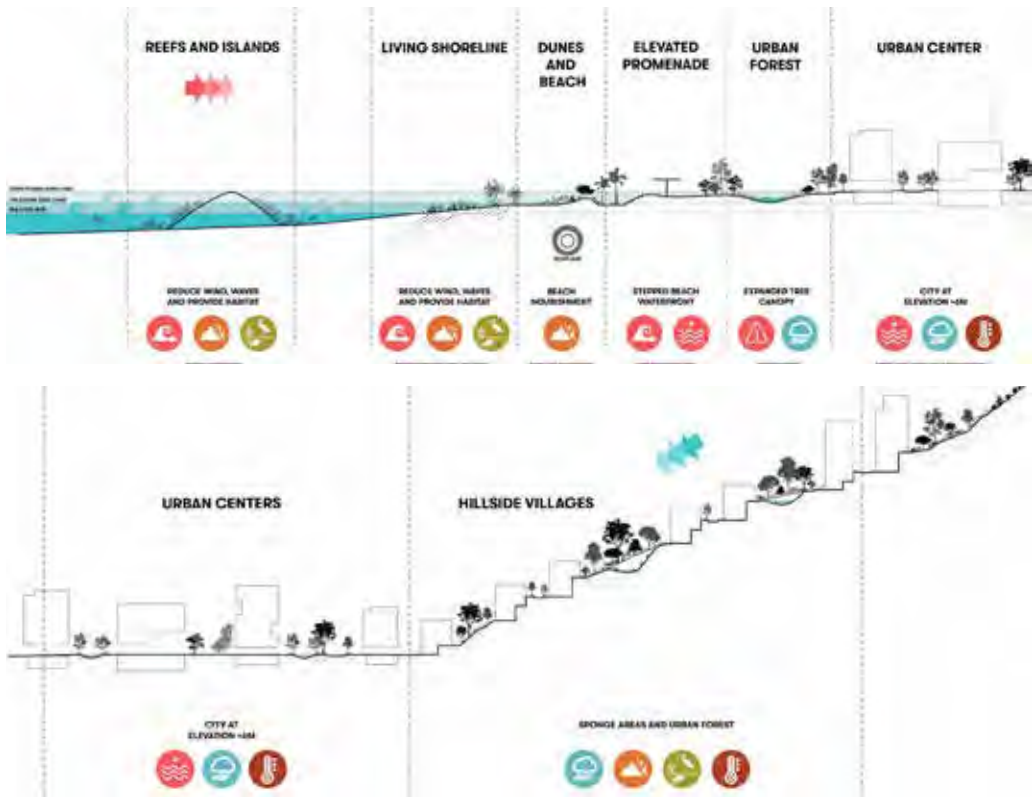 REEFS AND ISLANDS
LIVING SHORELINE
DUNES
AND
BEACH
ELEVATED
PROMENADE
URBAN
FOREST
URBAN CENTER
REDUCE WIND, WAVES
AND PROVIDE HABITAT
REDUCE WIND, WAVES
AND PROVIDE HABITAT
BEACH
NOURISHMENT
STEPPED BEACH
WATERFRONT
EXPANDED TREE
CANOPY
CITY AT
ELEVATION
URBAN CENTERS
HILLSIDE VILLAGES
CITY AT
ELEVATION
SPONGE AREAS AND URBAN FOREST